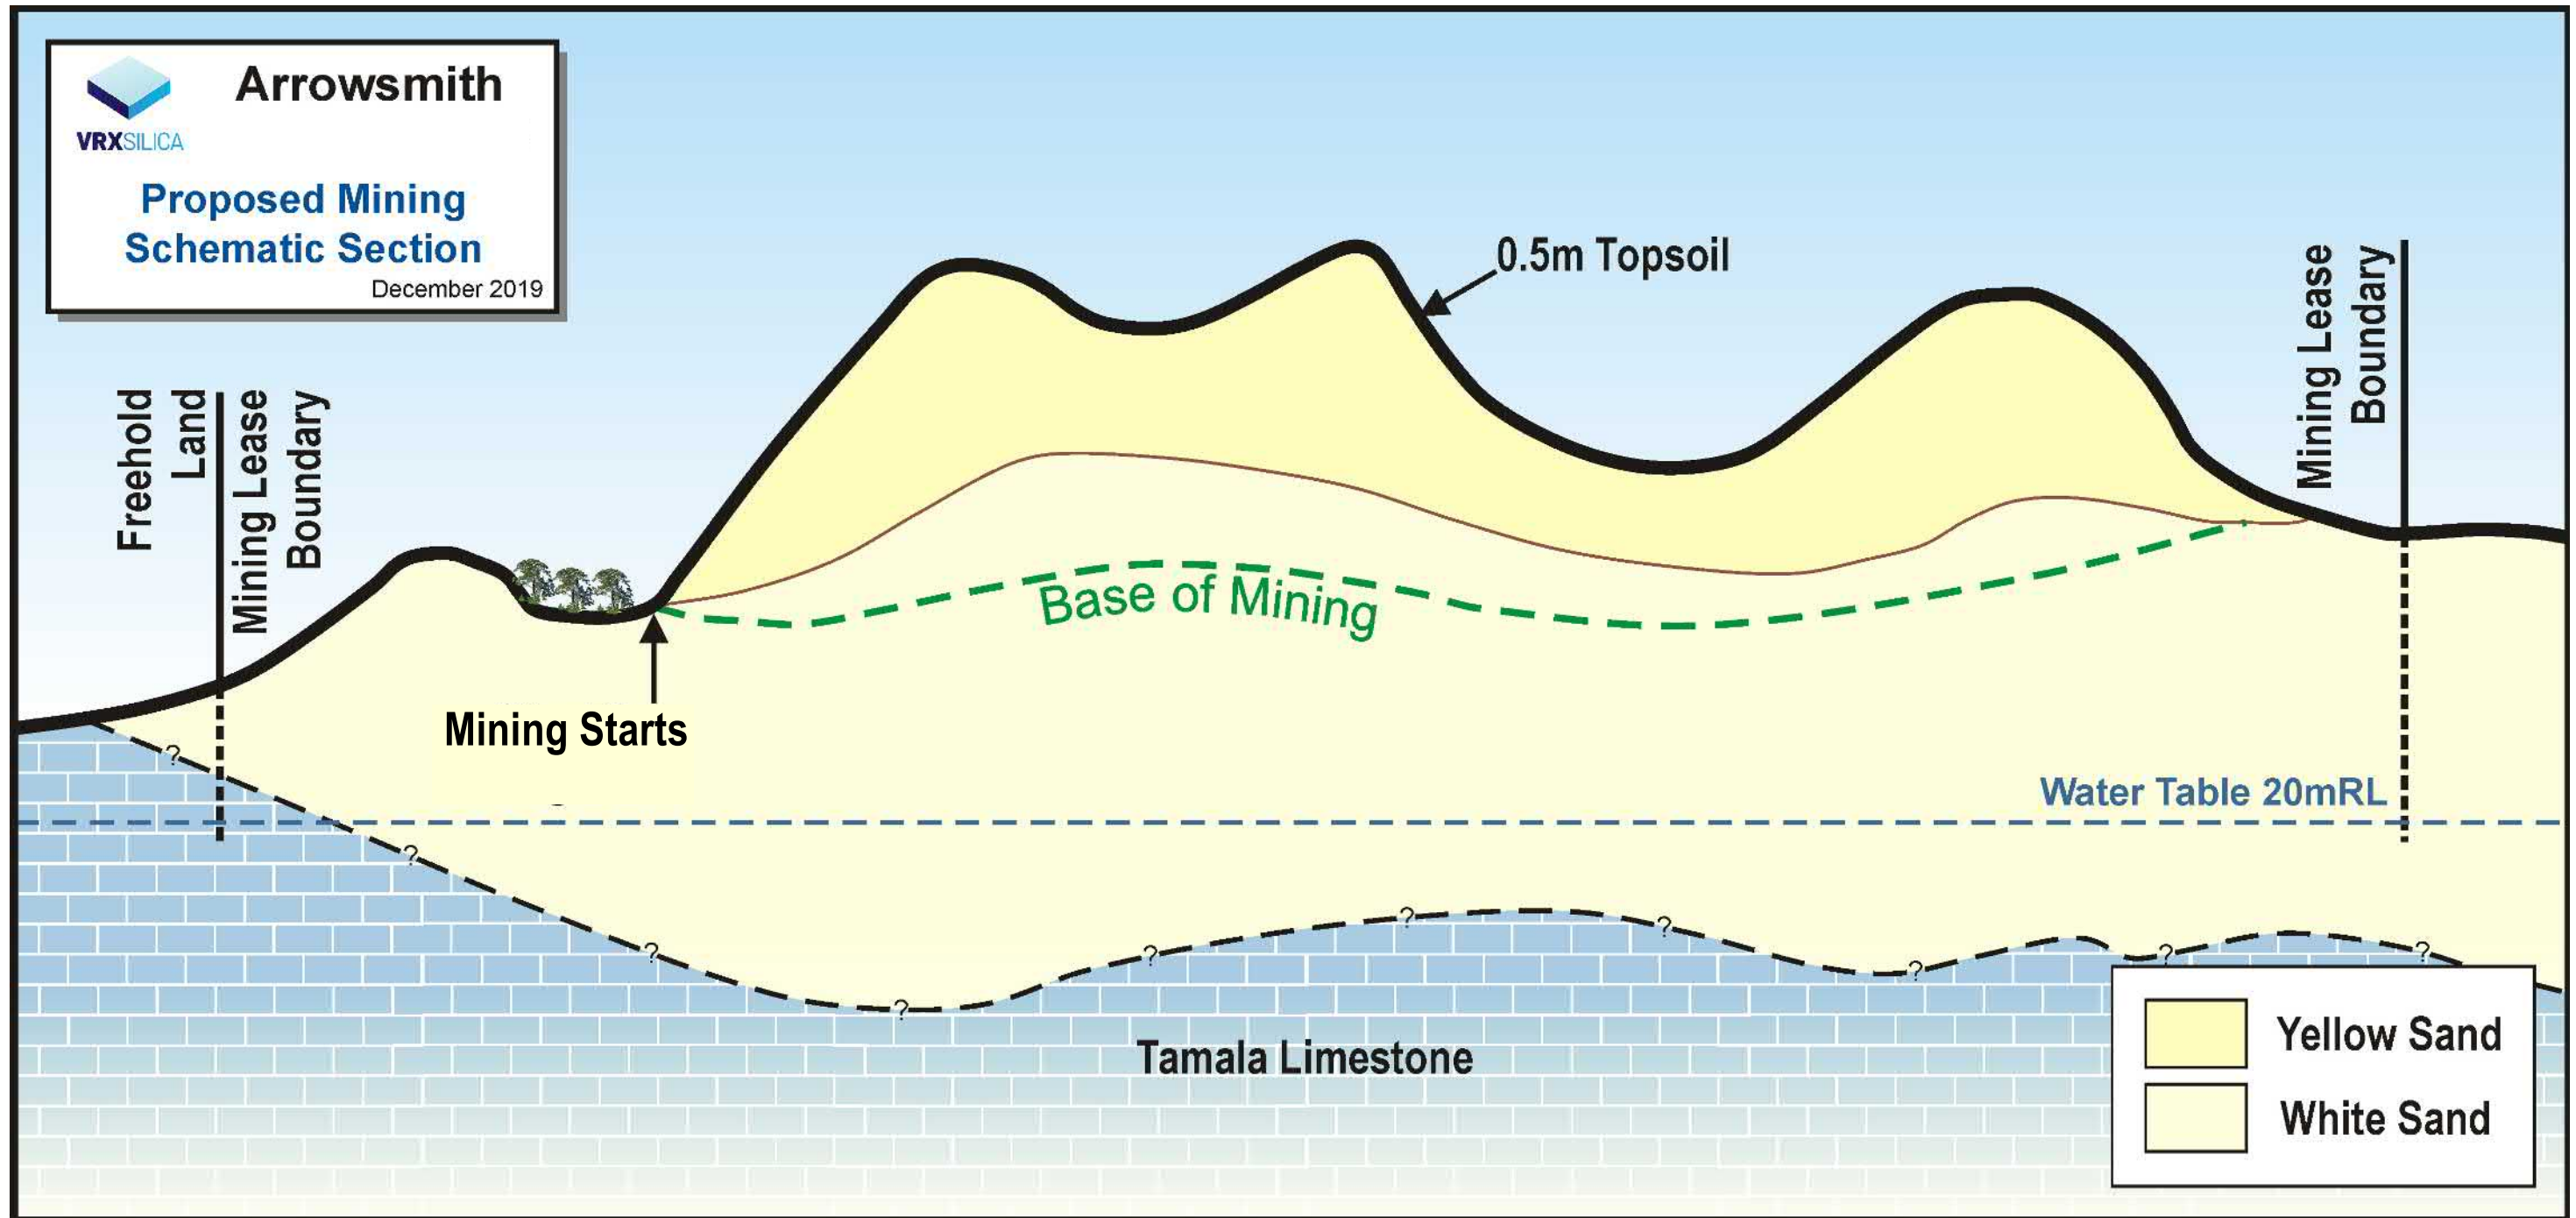 Arrowsmith
VRXSILICA
Proposed Mining
Schematic Section
December 2019
0.5m Topsoil
Freehold
Land
Mining Lease
Boundary
Mining Lease
Boundary
Base of Mining
Mining Starts
Water Table 20mRL
?
?
?
?
?
?
?
?
?
?
Tamala Limestone
Yellow Sand
White Sand